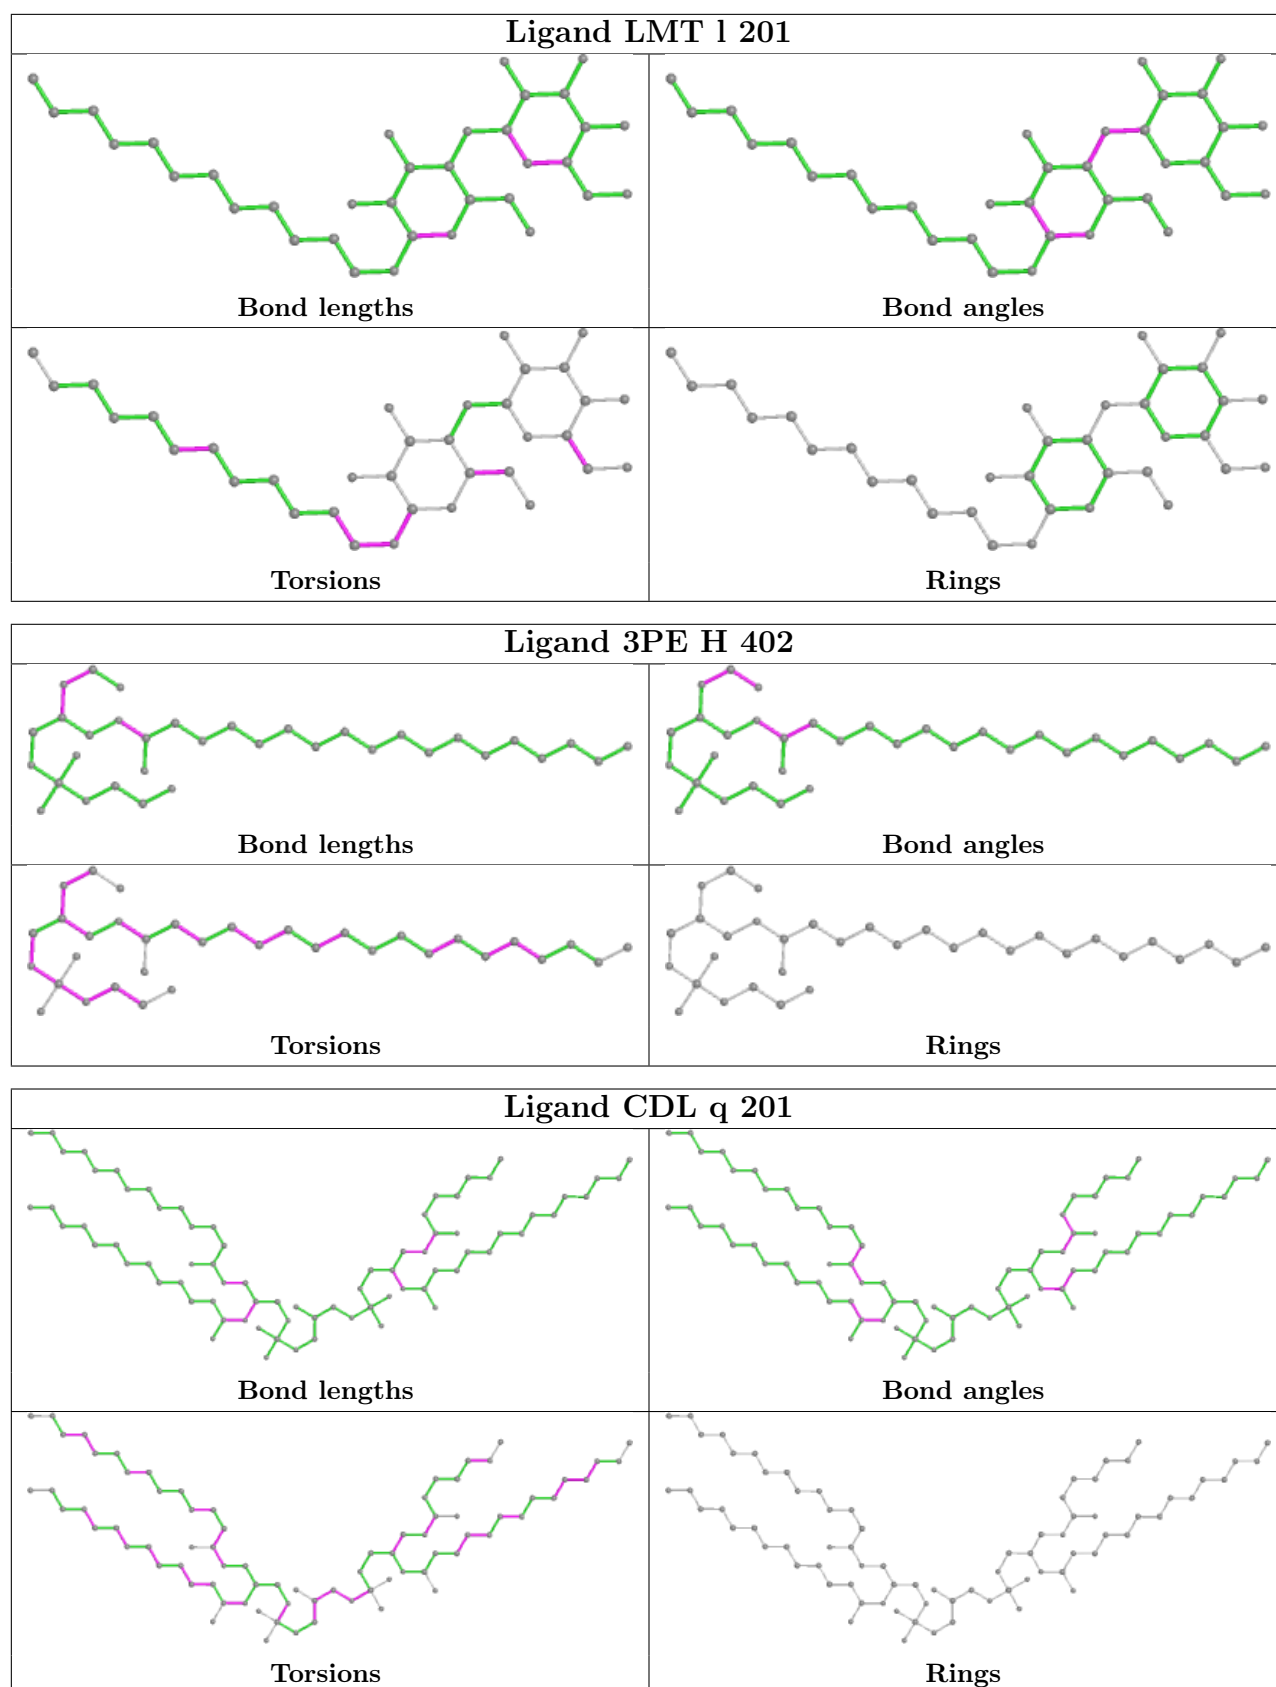 Ligand LMT l 201
Bond lengths
Bond angles
Torsions
Rings
Ligand 3PE H 402
Bond lengths
Bond angles
Torsions
Rings
Ligand CDL q 201
Bond lengths
Bond angles
Torsions
Rings